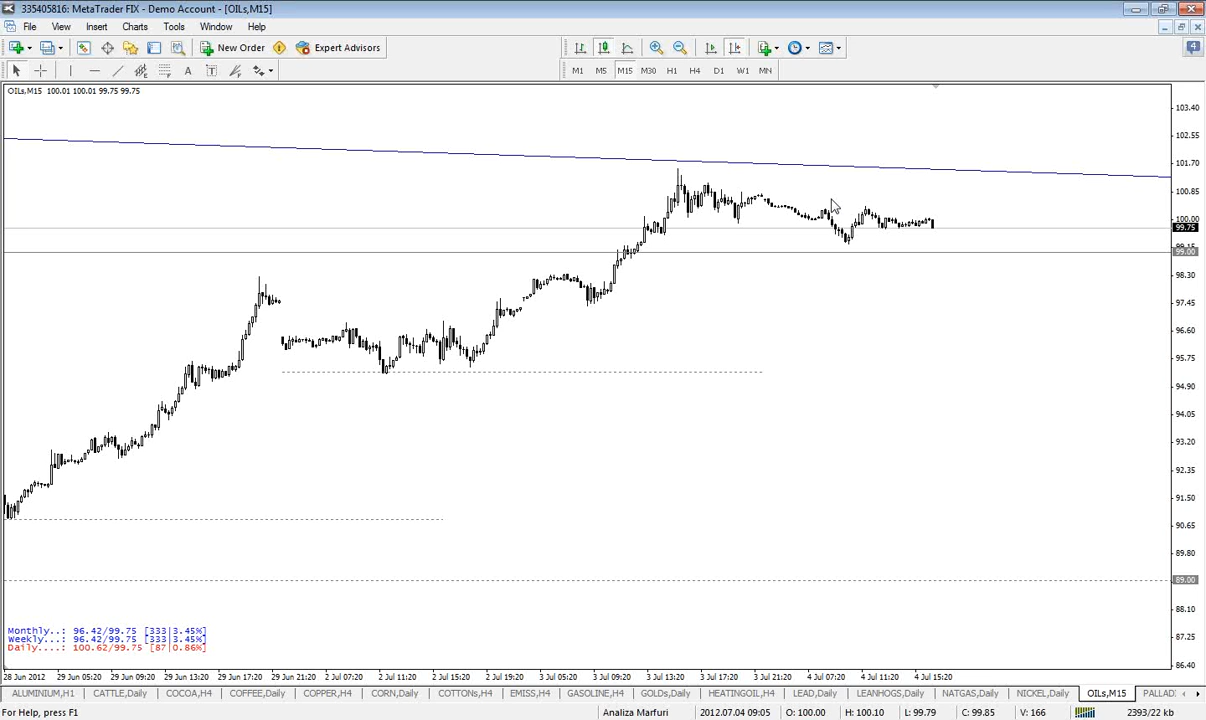 335405816: MetaTrader FIX - Demo Account - [OILs,M15]
File View Insert Charts Tools Window Help
New Order Expert Advisors 4
A T M1 M5 M15 M30 H1 H4 D1 W1 MN
OILs,M15 100.01 100.01 99.75 99.75
103.40
102.55
101.70
100.85
100.00
99.75
99.15
99.00
98.30
97.45
96.60
95.75
94.90
94.05
93.20
92.35
91.50
90.65
89.80
89.00
88.10
87.25
86.40
Monthly..: 96.42/99.75 [333|3.45%]
Weekly...: 96.42/99.75 [333|3.45%]
Daily....: 100.62/99.75 [87|0.86%]
28 Jun 2012 29 Jun 05:20 29 Jun 09:20 29 Jun 13:20 29 Jun 17:20 2 Jul 07:20 2 Jul 11:20 2 Jul 15:20 2 Jul 19:20 3 Jul 05:20 3 Jul 09:20 3 Jul 13:20 3 Jul 17:20 3 Jul 21:20 4 Jul 07:20 4 Jul 11:20 4 Jul 15:20
ALUMINIUM,H1 CATTLE,Daily COCOA,H4 COFFEE,Daily COPPER,H4 CORN,Daily COTTONs,H4 EMISS,H4 GASOLINE,H4 GOLDs,Daily HEATINGOIL,H4 LEAD,Daily LEANHOGS,Daily NATGAS,Daily NICKEL,Daily OILs,M15 PALLADI
For Help, press F1 Analiza Marfuri 2012.07.04 09:05 O: 100.00 H: 100.10 L: 99.79 C: 99.85 V: 166 2393/22 kb